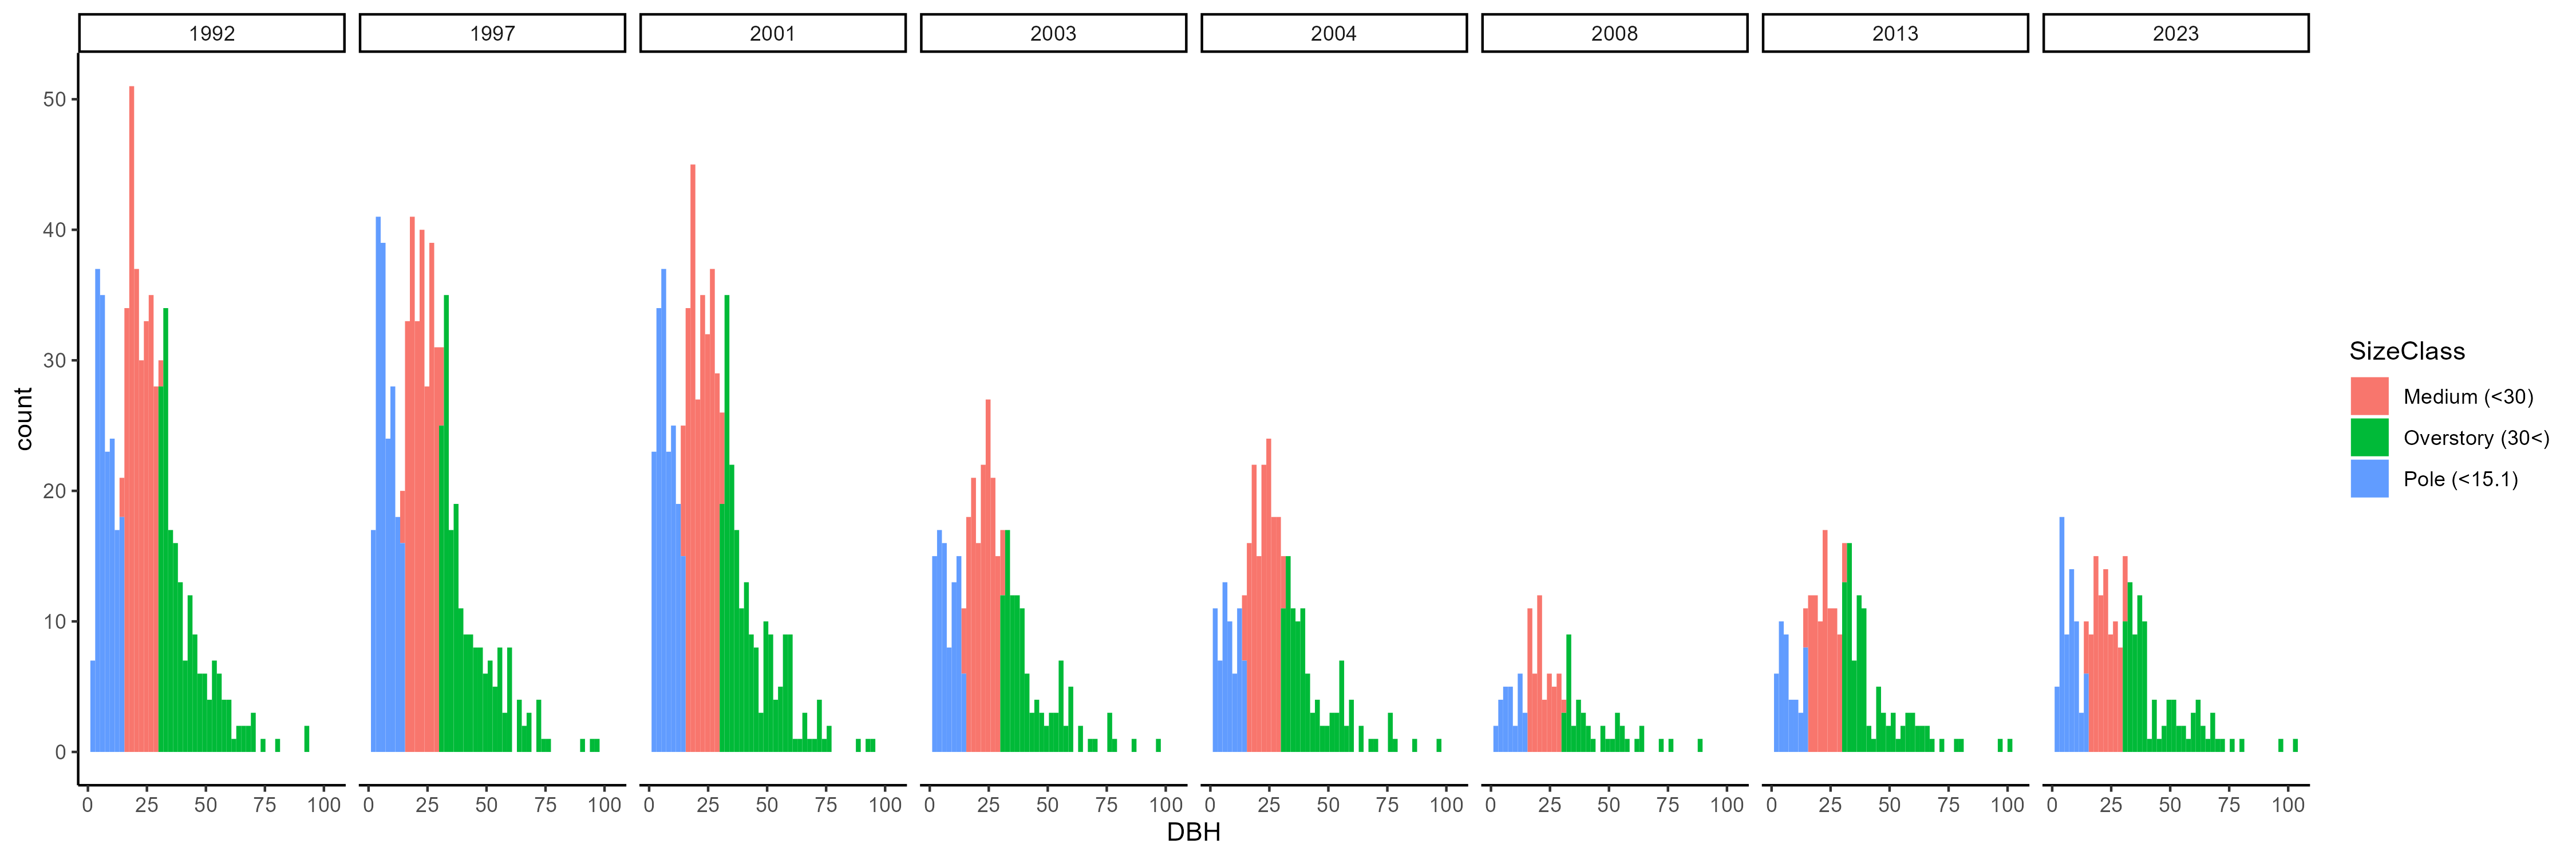 1992 1997 2001 2003 2004 2008 2013 2023
50
40
30
20
10
0
count
0 25 50 75 100 0 25 50 75 100 0 25 50 75 100 0 25 50 75 100 0 25 50 75 100 0 25 50 75 100 0 25 50 75 100 0 25 50 75 100
DBH
SizeClass
Medium (<30)
Overstory (30<)
Pole (<15.1)